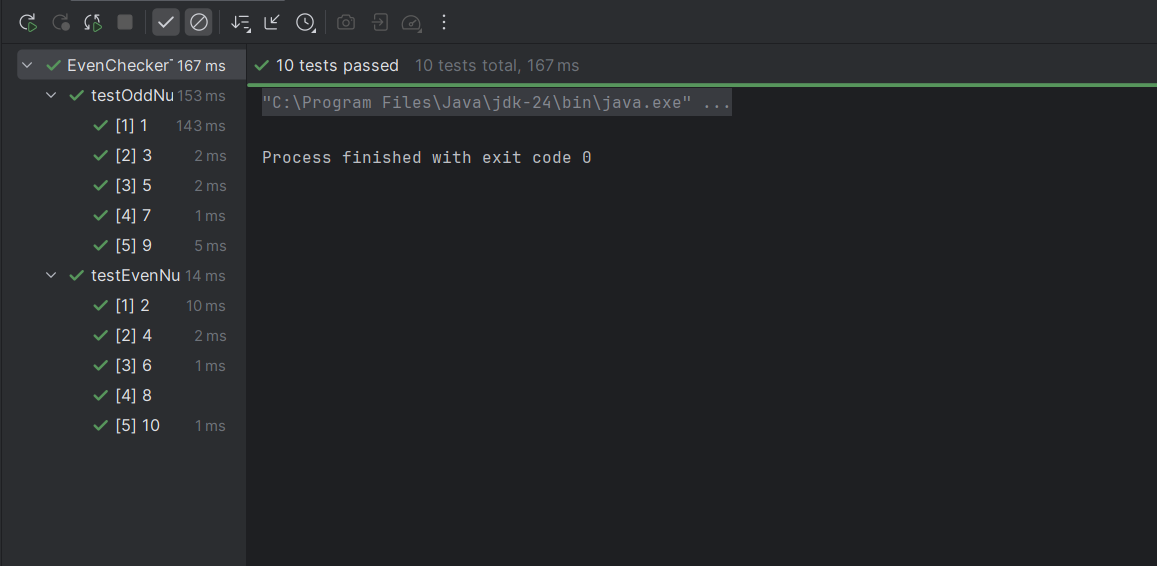 EvenCheckerT 167 ms
testOddNu 153 ms
[1] 1 143 ms
[2] 3 2 ms
[3] 5 2 ms
[4] 7 1 ms
[5] 9 5 ms
testEvenNu 14 ms
[1] 2 10 ms
[2] 4 2 ms
[3] 6 1 ms
[4] 8
[5] 10 1 ms
10 tests passed 10 tests total, 167 ms
"C:\Program Files\Java\jdk-24\bin\java.exe" ...
Process finished with exit code 0